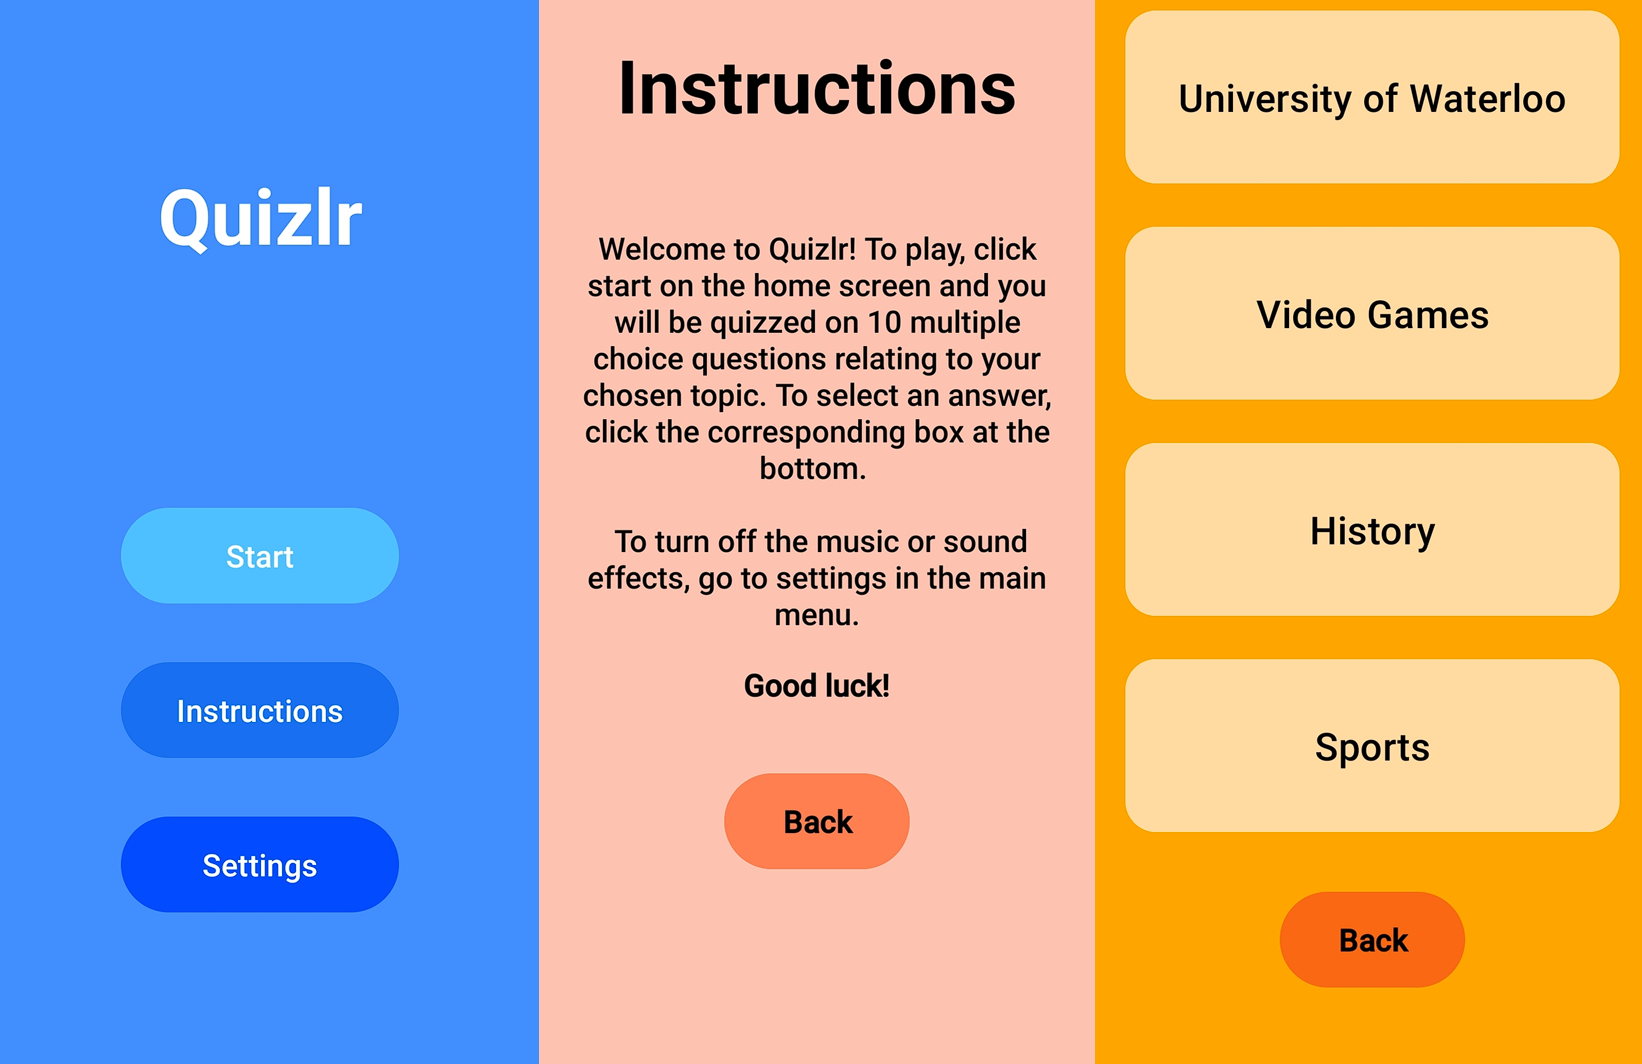 Quizlr
Start
Instructions
Settings
Instructions
Welcome to Quizlr! To play, click
start on the home screen and you
will be quizzed on 10 multiple
choice questions relating to your
chosen topic. To select an answer,
click the corresponding box at the
bottom.
To turn off the music or sound
effects, go to settings in the main
menu.
Good luck!
Back
University of Waterloo
Video Games
History
Sports
Back